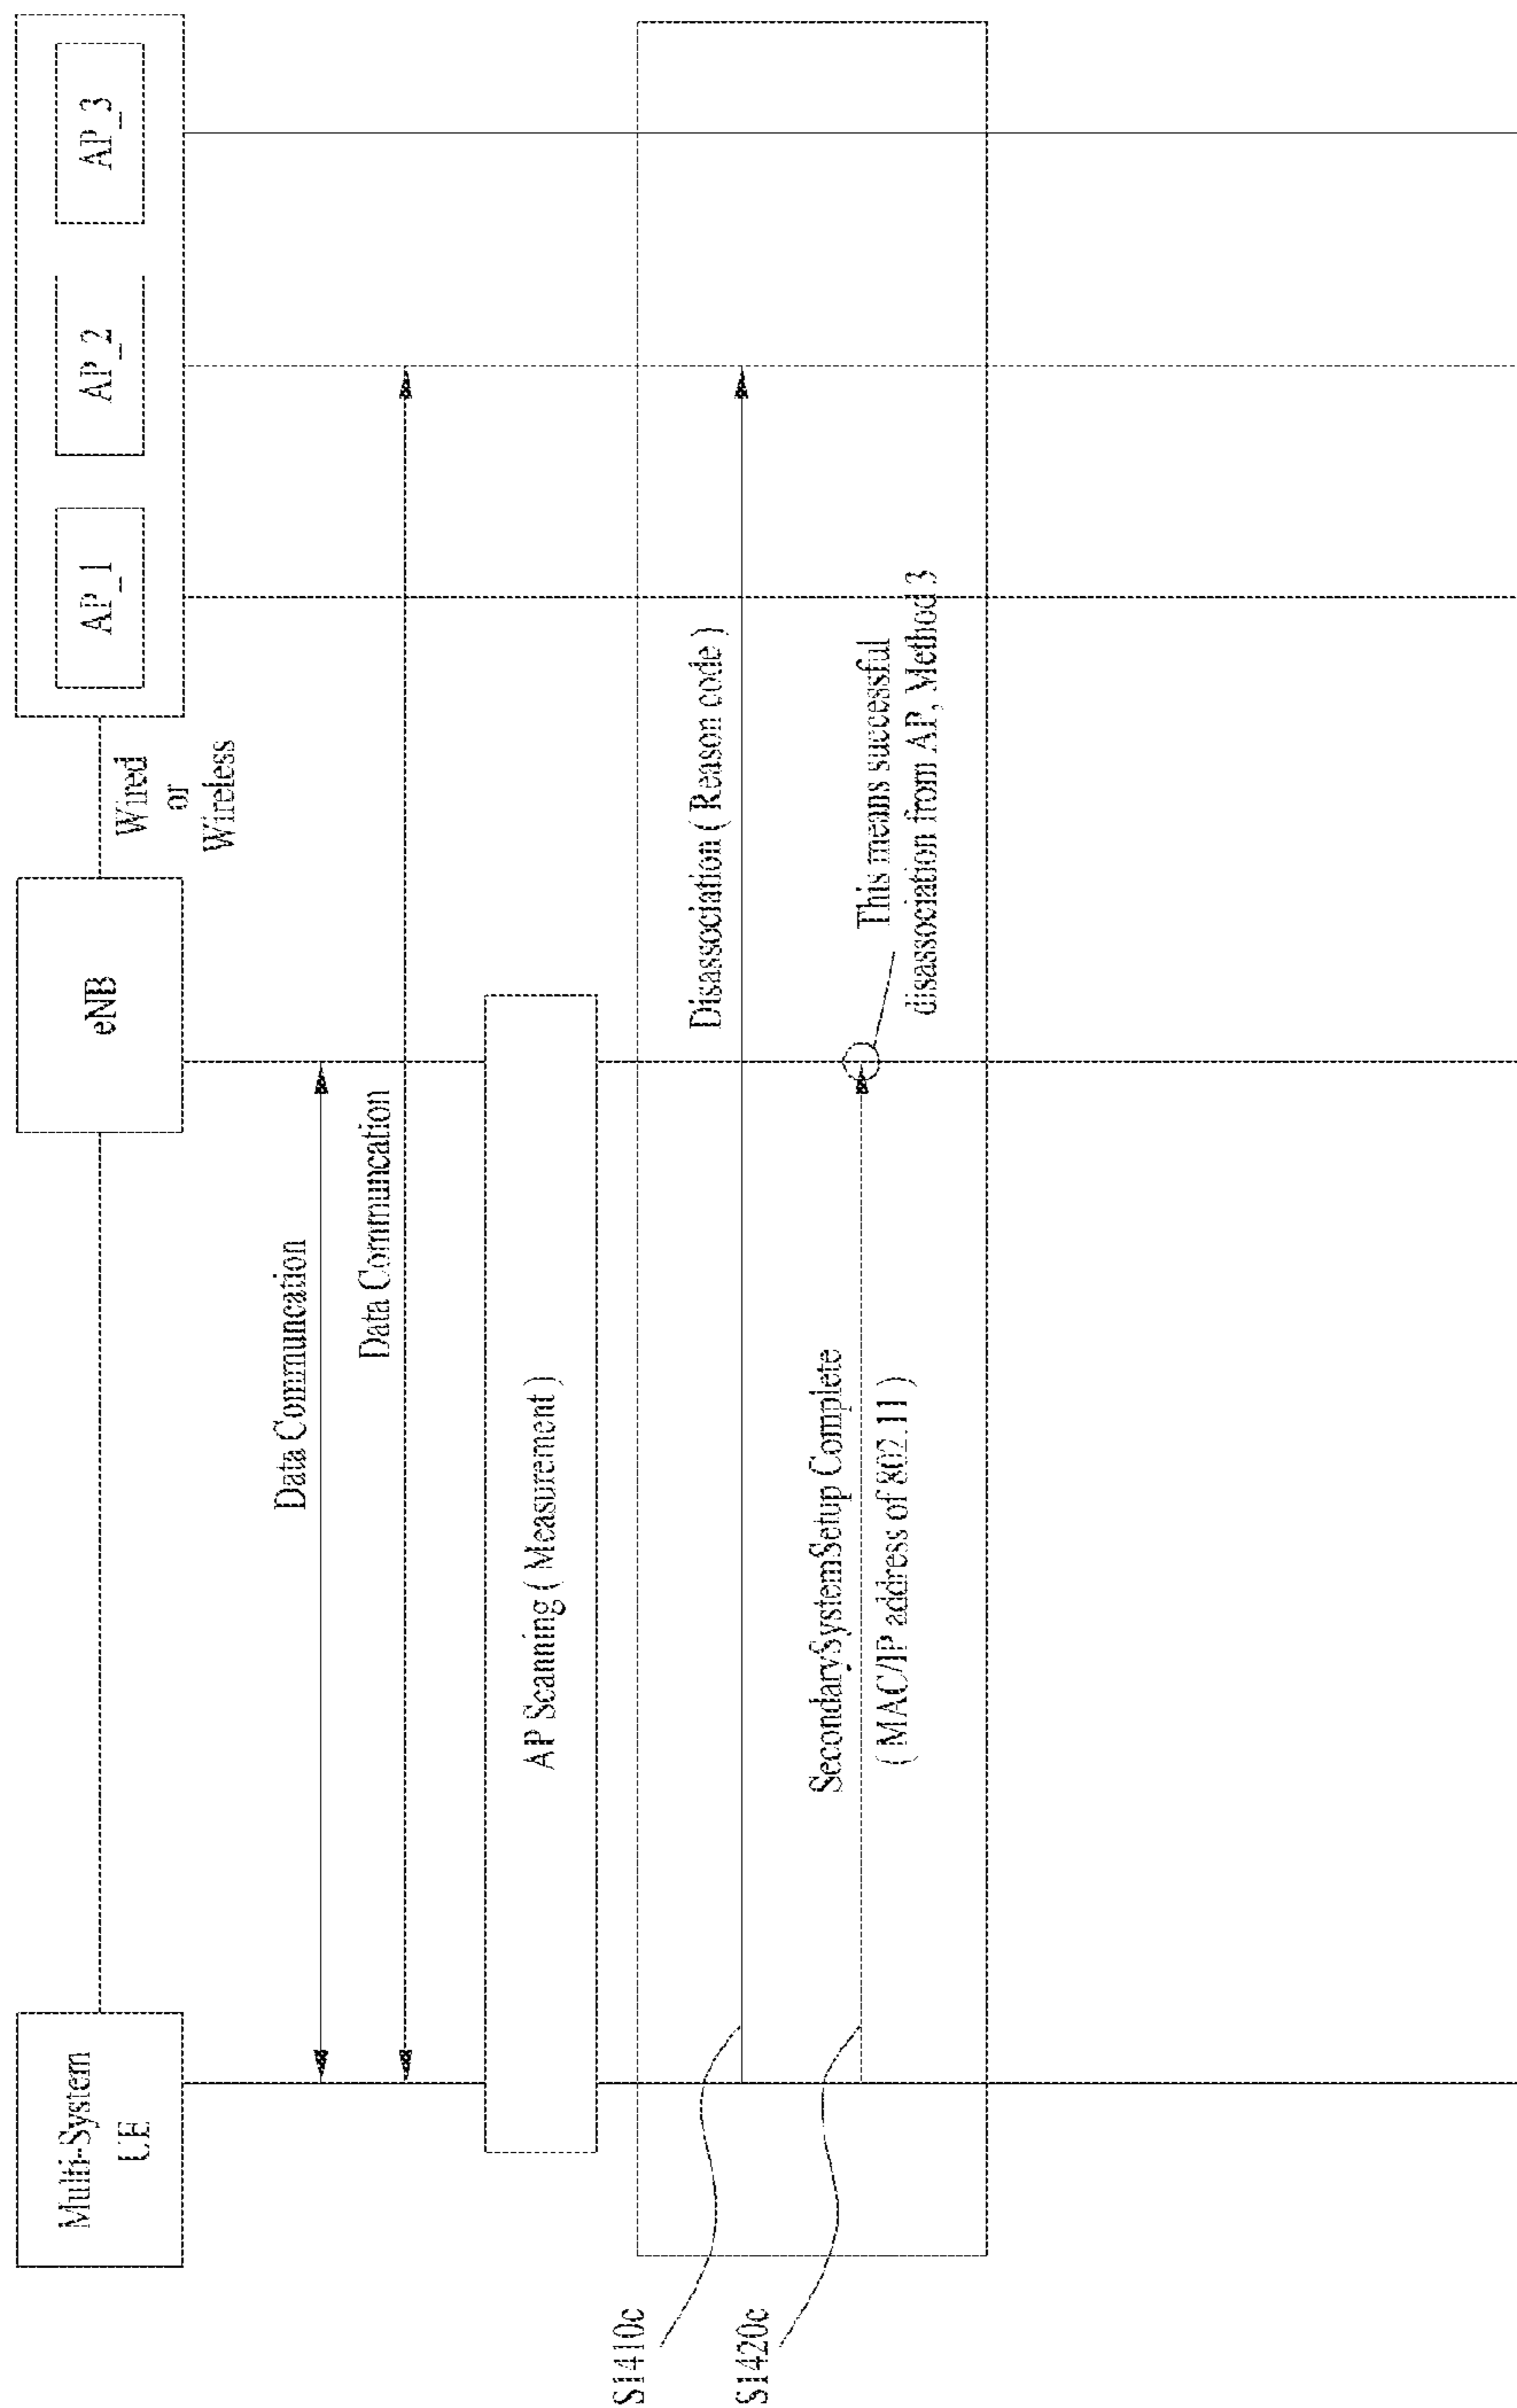 Multi-System
UE
eNB
Wired
or
Wireless
AP_1
AP_2
AP_3
Data Communcation
Data Communcation
AP Scanning ( Measurement )
S1410c
Disassociation ( Reason code )
S1420c
SecondarySystemSetup Complete
( MAC/IP address of 802.11 )
This means successful
disassociation from AP, Method 3